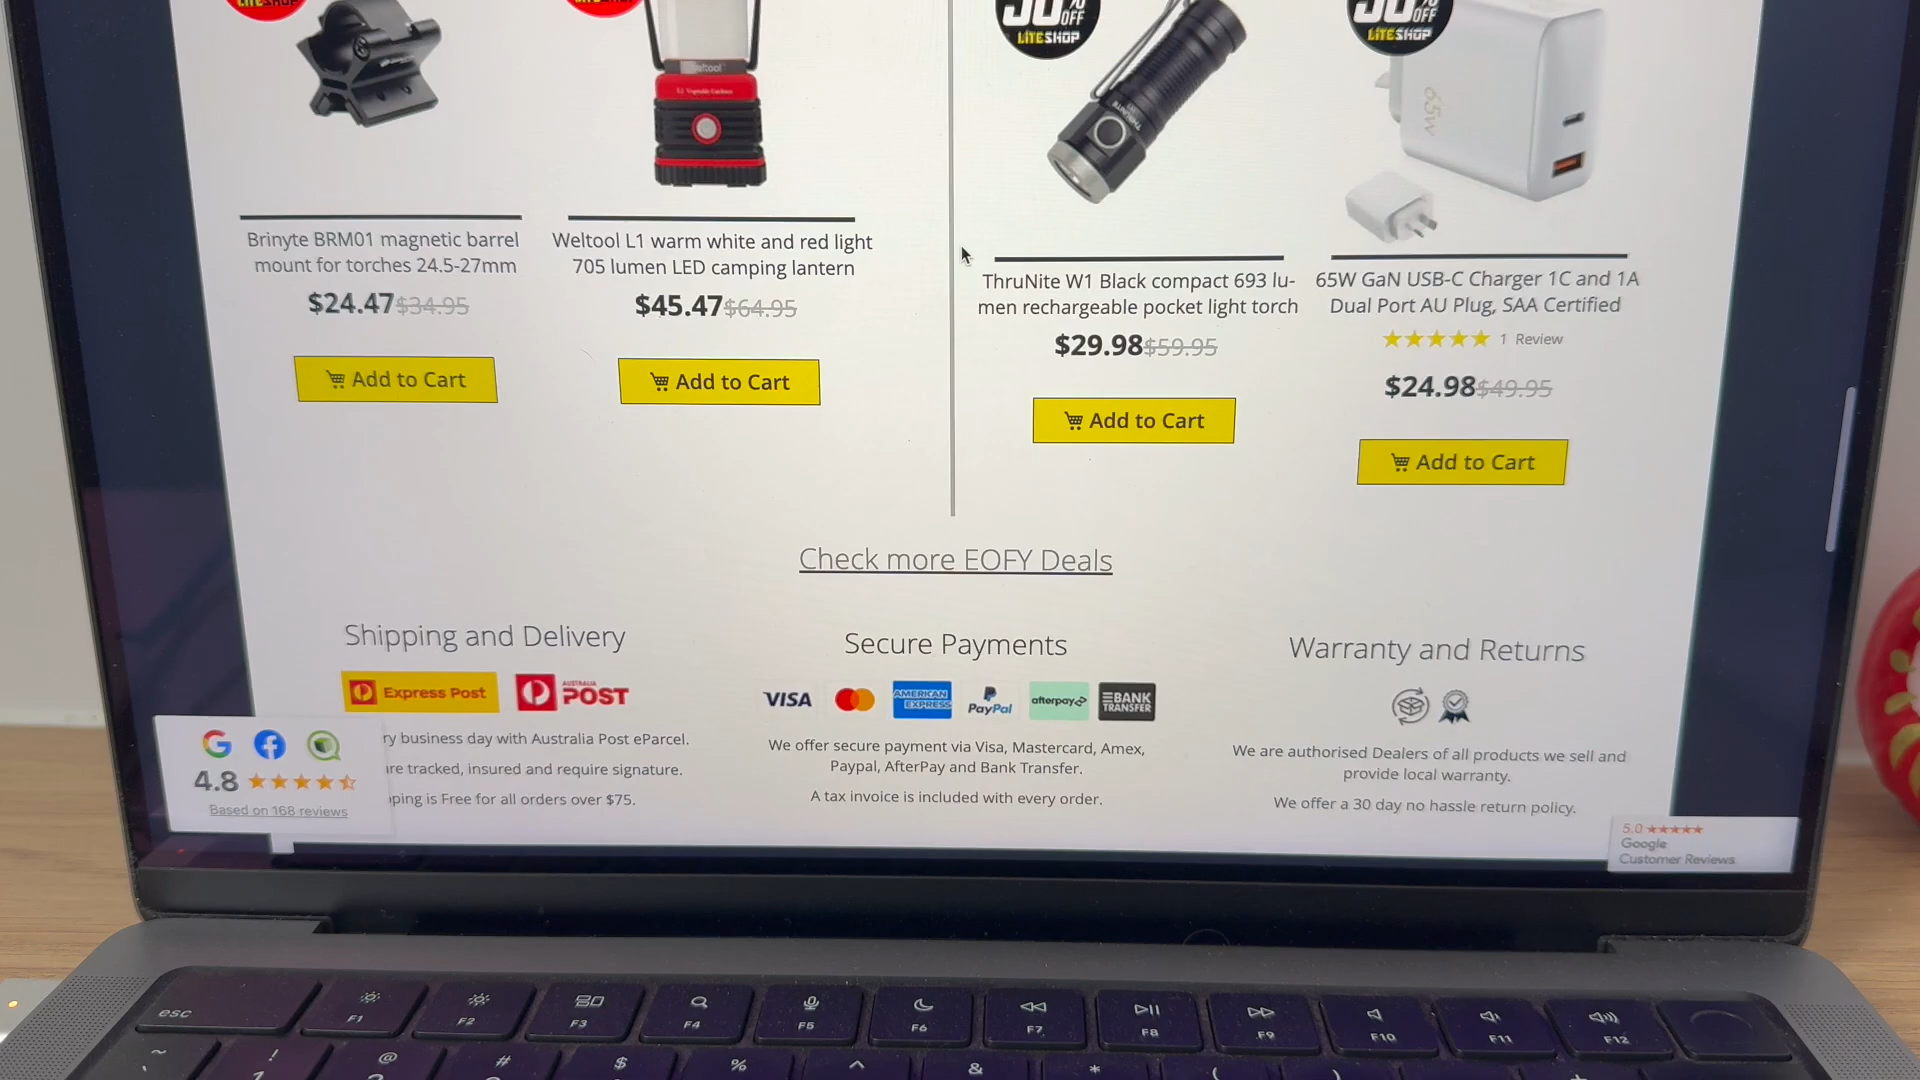 LITESHOP
OFF
LITESHOP
OFF
LITESHOP
Weltool
THRUNITE
65W
Brinyte BRM01 magnetic barrel
mount for torches 24.5-27mm
$24.47 $34.95
Add to Cart
Weltool L1 warm white and red light
705 lumen LED camping lantern
$45.47 $64.95
Add to Cart
ThruNite W1 Black compact 693 lu-
men rechargeable pocket light torch
$29.98 $59.95
Add to Cart
65W GaN USB-C Charger 1C and 1A
Dual Port AU Plug, SAA Certified
1 Review
$24.98 $49.95
Add to Cart
Check more EOFY Deals
Shipping and Delivery
Express Post
AUSTRALIA
POST
ry business day with Australia Post eParcel.
re tracked, insured and require signature.
ping is Free for all orders over $75.
4.8
Based on 168 reviews
Secure Payments
VISA
AMERICAN
EXPRESS
PayPal
afterpay
BANK
TRANSFER
We offer secure payment via Visa, Mastercard, Amex,
Paypal, AfterPay and Bank Transfer.
A tax invoice is included with every order.
Warranty and Returns
We are authorised Dealers of all products we sell and
provide local warranty.
We offer a 30 day no hassle return policy.
5.0
Google
Customer Reviews
esc
F1
F2
F3
F4
F5
F6
F7
F8
F9
F10
F11
F12
~
!
@
#
$
%
^
&
*
(
)